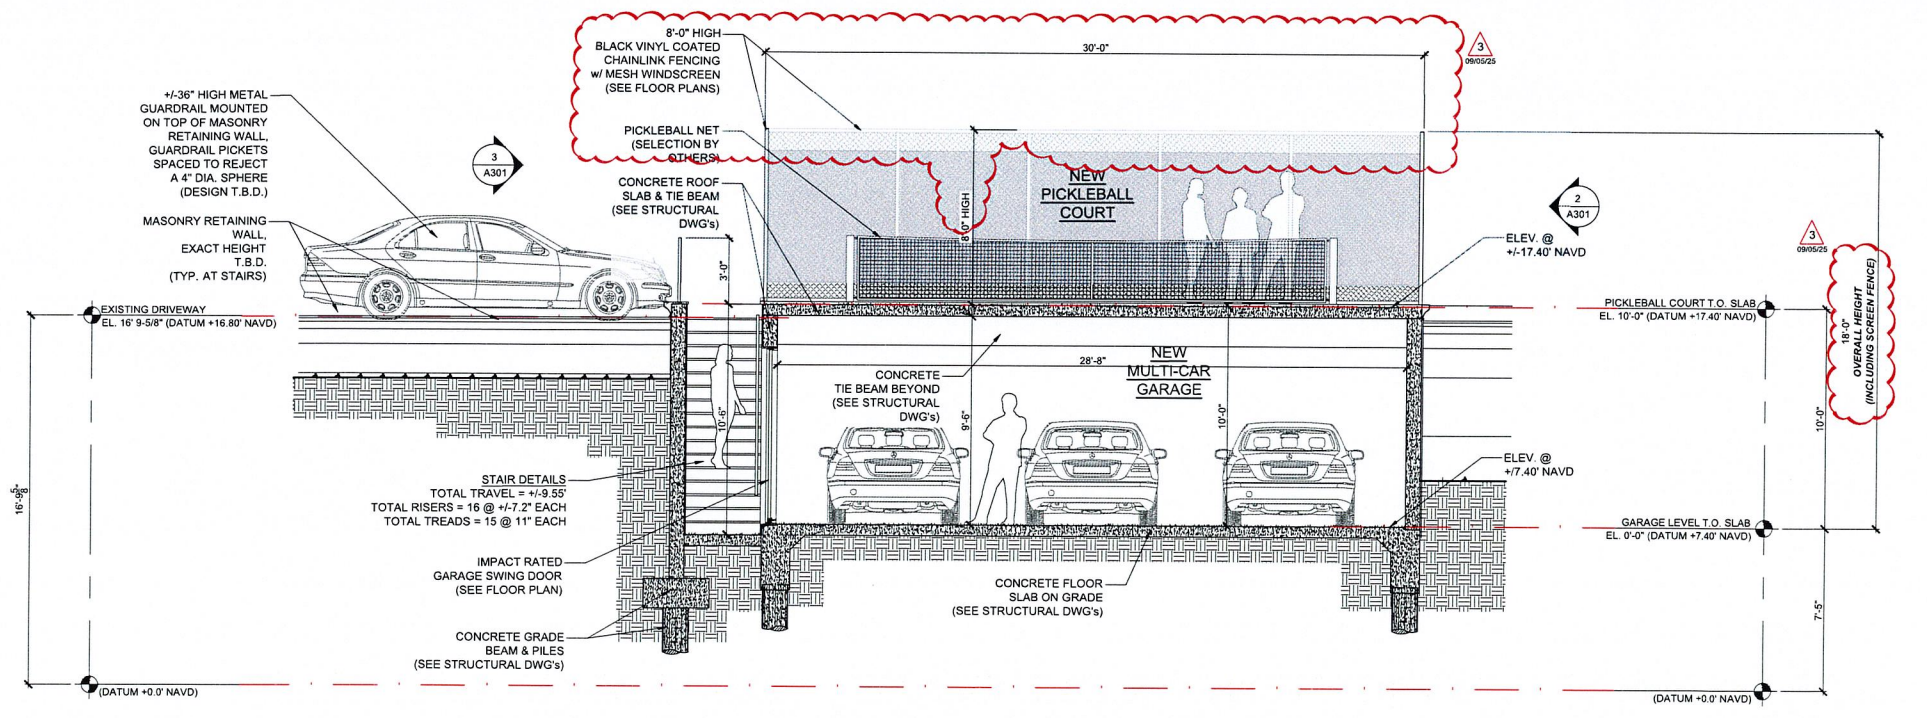 8'-0" HIGH
BLACK VINYL COATED
CHAINLINK FENCING
w/ MESH WINDSCREEN
(SEE FLOOR PLANS)
30'-0"
3
09/05/25
+/-36" HIGH METAL
GUARDRAIL MOUNTED
ON TOP OF MASONRY
RETAINING WALL,
GUARDRAIL PICKETS
SPACED TO REJECT
A 4" DIA. SPHERE
(DESIGN T.B.D.)
3
A301
PICKLEBALL NET
(SELECTION BY
OTHERS)
CONCRETE ROOF
SLAB & TIE BEAM
(SEE STRUCTURAL
DWG's)
MASONRY RETAINING
WALL,
EXACT HEIGHT
T.B.D.
(TYP. AT STAIRS)
NEW
PICKLEBALL
COURT
8'-0" HIGH
2
A301
3
09/05/25
ELEV. @
+/-17.40' NAVD
3'-0"
EXISTING DRIVEWAY
EL. 16' 9-5/8" (DATUM +16.80' NAVD)
PICKLEBALL COURT T.O. SLAB
EL. 10'-0" (DATUM +17.40' NAVD)
18'-0"
OVERALL HEIGHT
(INCLUDING SCREEN FENCE)
NEW
MULTI-CAR
GARAGE
28'-8"
CONCRETE
TIE BEAM BEYOND
(SEE STRUCTURAL
DWG's)
10'-6"
9'-6"
10'-0"
10'-0"
ELEV. @
+/7.40' NAVD
STAIR DETAILS
TOTAL TRAVEL = +/-9.55'
TOTAL RISERS = 16 @ +/-7.2" EACH
TOTAL TREADS = 15 @ 11" EACH
16'-9 5/8"
GARAGE LEVEL T.O. SLAB
EL. 0'-0" (DATUM +7.40' NAVD)
IMPACT RATED
GARAGE SWING DOOR
(SEE FLOOR PLAN)
CONCRETE FLOOR
SLAB ON GRADE
(SEE STRUCTURAL DWG's)
7'-5"
CONCRETE GRADE
BEAM & PILES
(SEE STRUCTURAL DWG's)
(DATUM +0.0' NAVD)
(DATUM +0.0' NAVD)